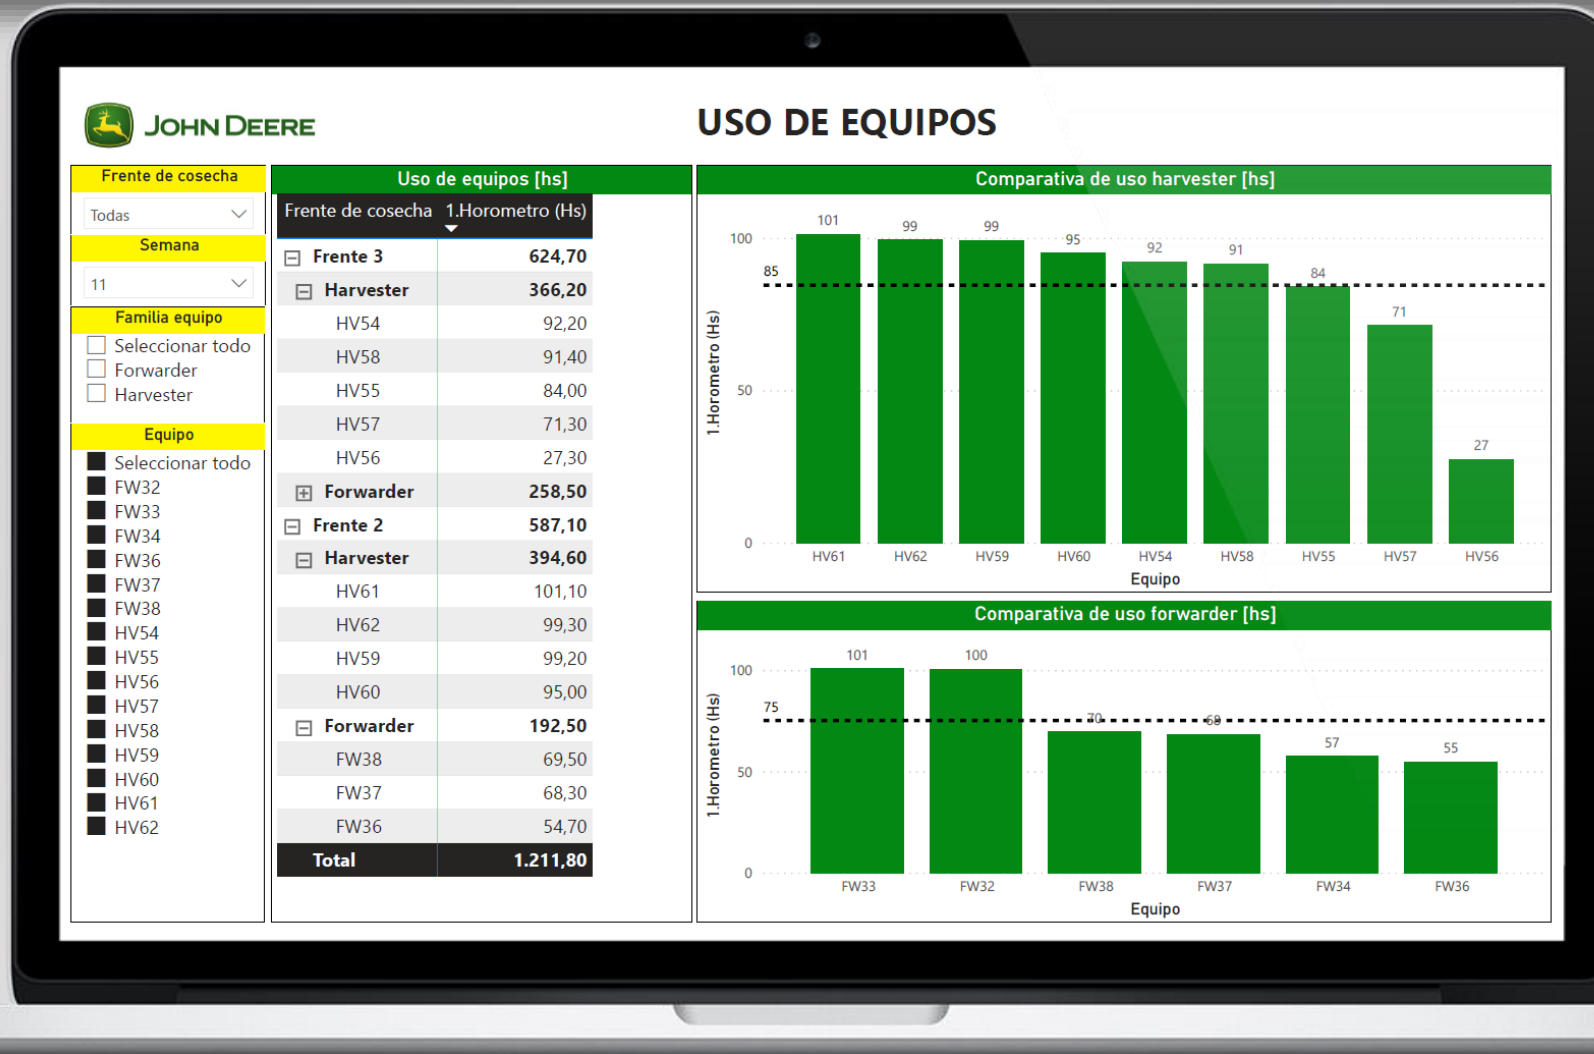 JOHN DEERE
USO DE EQUIPOS
Frente de cosecha
Todas
Semana
11
Familia equipo
Seleccionar todo
Forwarder
Harvester
Equipo
Seleccionar todo
FW32
FW33
FW34
FW36
FW37
FW38
HV54
HV55
HV56
HV57
HV58
HV59
HV60
HV61
HV62
Uso de equipos [hs]
Frente de cosecha 1.Horometro (Hs)
Frente 3 624,70
Harvester 366,20
HV54 92,20
HV58 91,40
HV55 84,00
HV57 71,30
HV56 27,30
Forwarder 258,50
Frente 2 587,10
Harvester 394,60
HV61 101,10
HV62 99,30
HV59 99,20
HV60 95,00
Forwarder 192,50
FW38 69,50
FW37 68,30
FW36 54,70
Total 1.211,80
Comparativa de uso harvester [hs]
1.Horometro (Hs)
100
50
0
85
101 99 99 95 92 91 84 71 27
HV61 HV62 HV59 HV60 HV54 HV58 HV55 HV57 HV56
Equipo
Comparativa de uso forwarder [hs]
1.Horometro (Hs)
100
50
0
75
101 100 70 68 57 55
FW33 FW32 FW38 FW37 FW34 FW36
Equipo